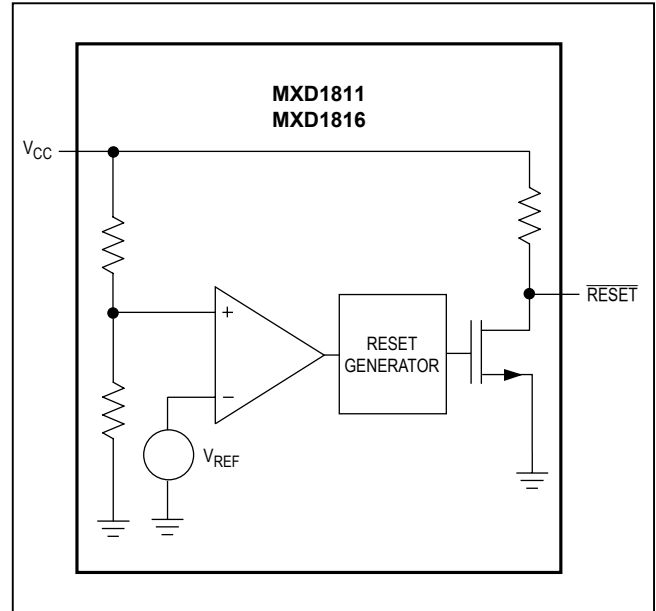 MXD1811
MXD1816
VCC
+
−
VREF
RESET
GENERATOR
RESET